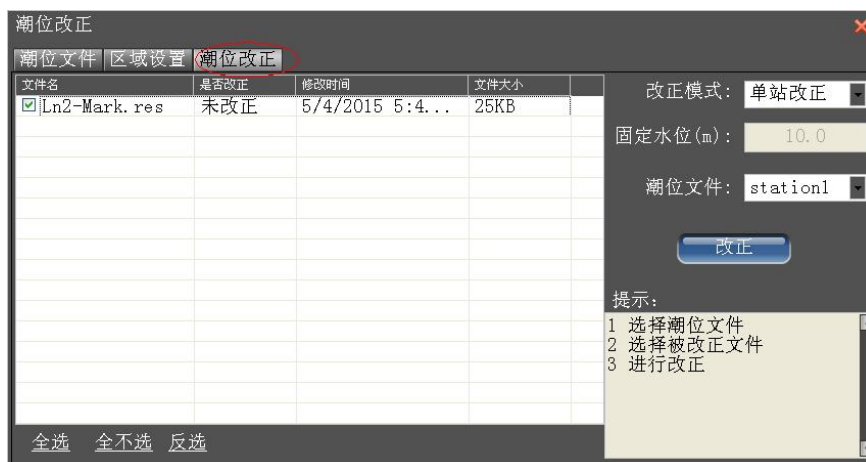 潮位改正
潮位文件 区域设置 潮位改正
文件名 是否改正 修改时间 文件大小
Ln2-Mark.res 未改正 5/4/2015 5:4... 25KB
改正模式: 单站改正
固定水位(m): 10.0
潮位文件: station1
改正
提示:
1 选择潮位文件
2 选择被改正文件
3 进行改正
全选 全不选 反选